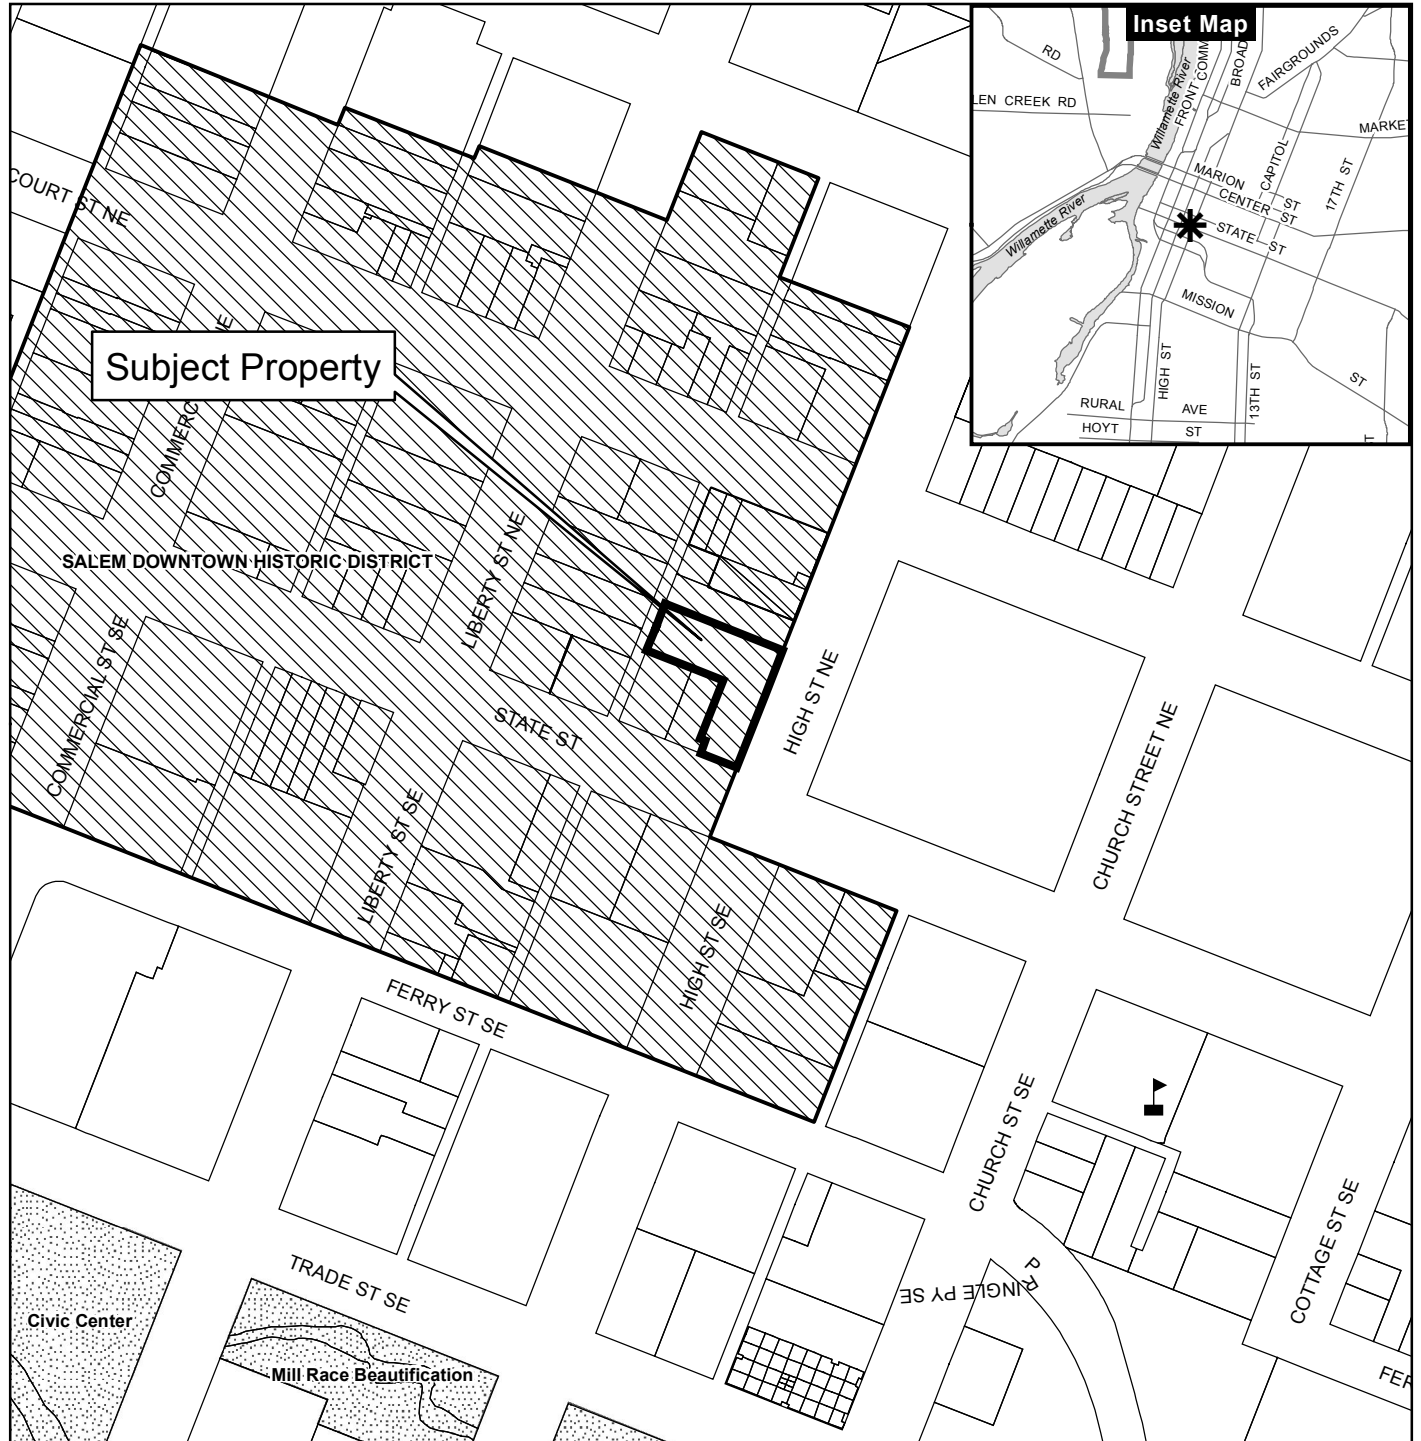 Inset Map
RD
LEN CREEK RD
Willamette River
FRONT
COMM
BROAD
FAIRGROUNDS
MARKET
MARION ST
CENTER ST
CAPITOL
17TH ST
STATE ST
Willamette River
MISSION ST
HIGH ST
13TH ST
RURAL AVE
HOYT ST
T
COURT ST NE
Subject Property
COMMERC
NE
SALEM DOWNTOWN HISTORIC DISTRICT
LIBERTY ST NE
COMMERCIAL ST SE
STATE ST
HIGH ST NE
CHURCH STREET NE
LIBERTY ST SE
HIGH ST SE
FERRY ST SE
CHURCH ST SE
COTTAGE ST SE
PRINGLE PY SE
TRADE ST SE
Civic Center
Mill Race Beautification
FER